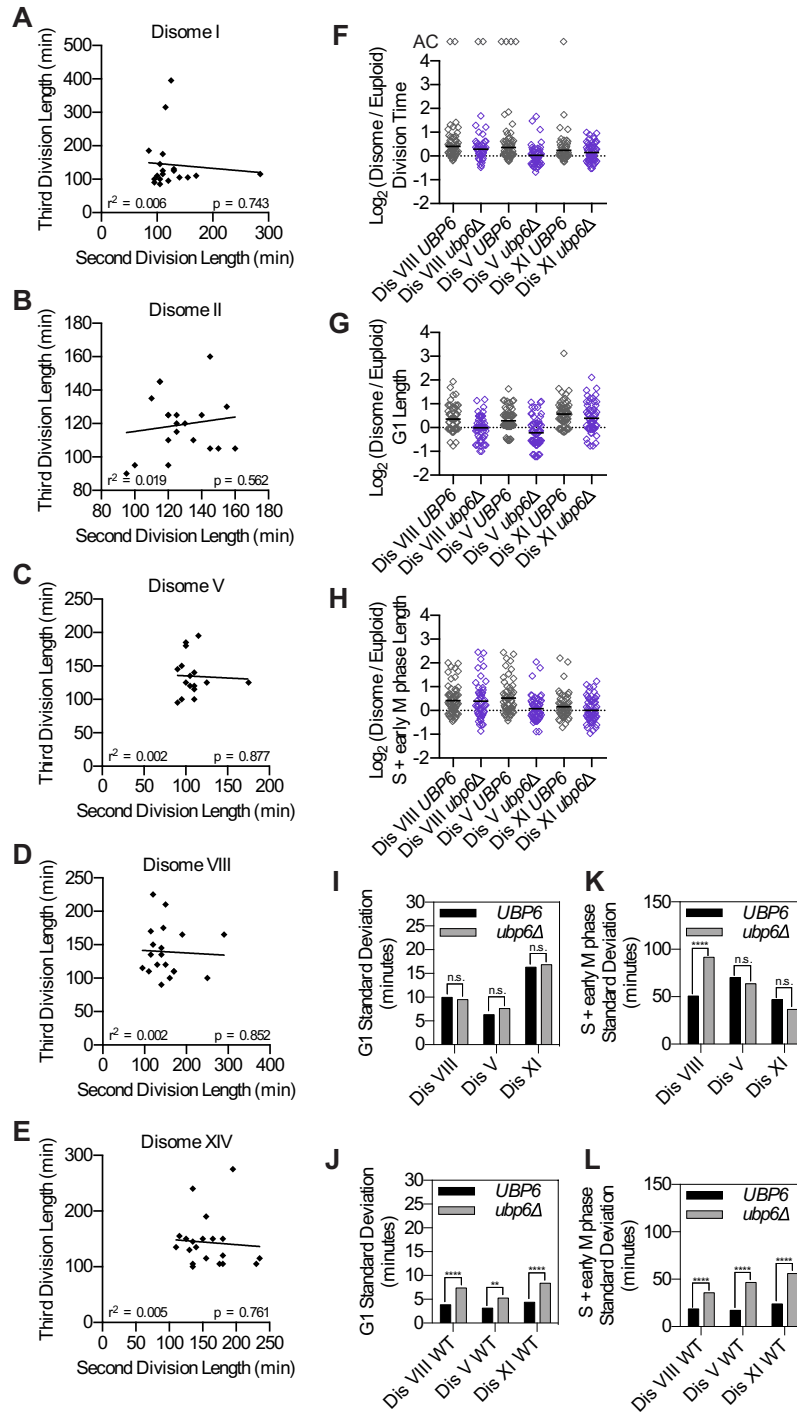 A
Disome I
Third Division Length (min)
500
400
300
200
100
0
r2 = 0.006
p = 0.743
0
100
200
300
Second Division Length (min)
B
Disome II
Third Division Length (min)
180
160
140
120
100
80
r2 = 0.019
p = 0.562
80
100
120
140
160
180
Second Division Length (min)
C
Disome V
Third Division Length (min)
250
200
150
100
50
0
r2 = 0.002
p = 0.877
0
50
100
150
200
Second Division Length (min)
D
Disome VIII
Third Division Length (min)
250
200
150
100
50
0
r2 = 0.002
p = 0.852
0
100
200
300
400
Second Division Length (min)
E
Disome XIV
Third Division Length (min)
300
200
100
0
r2 = 0.005
p = 0.761
0
50
100
150
200
250
Second Division Length (min)
F
AC
Log2 (Disome / Euploid)
Division Time
4
3
2
1
0
-1
-2
Dis VIII UBP6
Dis VIII ubp6Δ
Dis V UBP6
Dis V ubp6Δ
Dis XI UBP6
Dis XI ubp6Δ
G
Log2 (Disome / Euploid)
G1 Length
4
3
2
1
0
-1
-2
Dis VIII UBP6
Dis VIII ubp6Δ
Dis V UBP6
Dis V ubp6Δ
Dis XI UBP6
Dis XI ubp6Δ
H
Log2 (Disome / Euploid)
S + early M phase Length
4
3
2
1
0
-1
-2
Dis VIII UBP6
Dis VIII ubp6Δ
Dis V UBP6
Dis V ubp6Δ
Dis XI UBP6
Dis XI ubp6Δ
I
G1 Standard Deviation
(minutes)
30
25
20
15
10
5
0
UBP6
ubp6Δ
n.s.
n.s.
n.s.
Dis VIII
Dis V
Dis XI
K
S + early M phase
Standard Deviation
(minutes)
150
100
50
0
UBP6
ubp6Δ
****
n.s.
n.s.
Dis VIII
Dis V
Dis XI
J
G1 Standard Deviation
(minutes)
30
25
20
15
10
5
0
UBP6
ubp6Δ
****
**
****
Dis VIII WT
Dis V WT
Dis XI WT
L
S + early M phase
Standard Deviation
(minutes)
150
100
50
0
UBP6
ubp6Δ
****
****
****
Dis VIII WT
Dis V WT
Dis XI WT